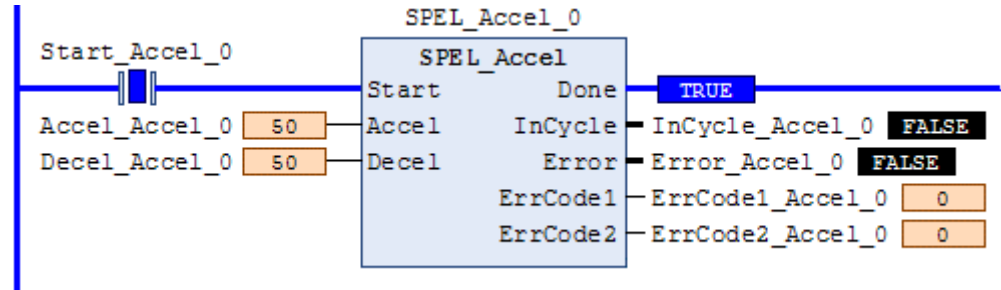 SPEL_Accel_0
Start_Accel_0
SPEL_Accel
Start Done TRUE
Accel_Accel_0 50 Accel InCycle InCycle_Accel_0 FALSE
Decel_Accel_0 50 Decel Error Error_Accel_0 FALSE
ErrCode1 ErrCode1_Accel_0 0
ErrCode2 ErrCode2_Accel_0 0